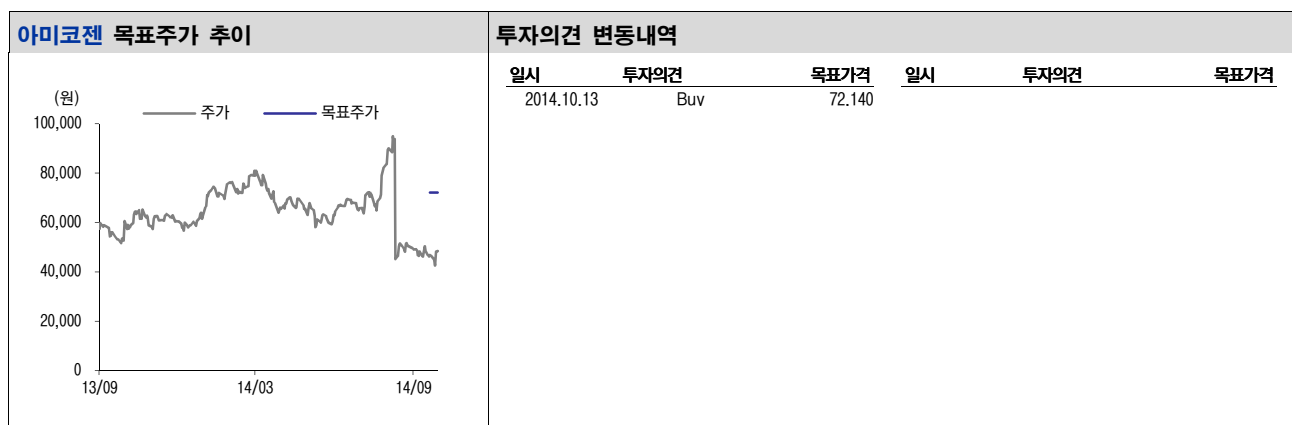 아미코젠 목표주가 추이
(원)
주가 목표주가
100,000
80,000
60,000
40,000
20,000
0
13/09 14/03 14/09
투자의견 변동내역
일시 투자의견 목표가격 일시 투자의견 목표가격
2014.10.13 Buy 72.140